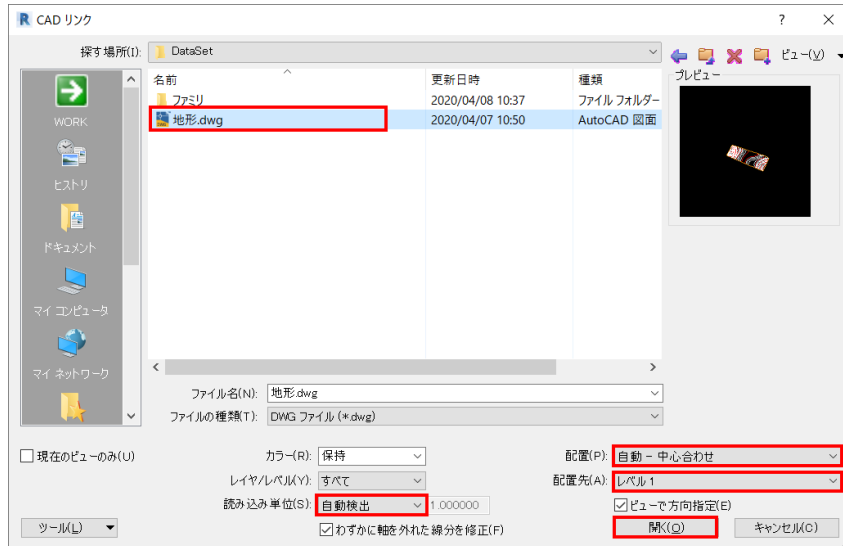 R CAD リンク ? ×
探す場所(I): DataSet ビュー(V)
名前 更新日時 種類 プレビュー
ファミリ 2020/04/08 10:37 ファイル フォルダー
地形.dwg 2020/04/07 10:50 AutoCAD 図面
WORK
ヒストリ
ドキュメント
マイ コンピュータ
マイ ネットワーク
ファイル名(N): 地形.dwg
ファイルの種類(T): DWG ファイル (*.dwg)
現在のビューのみ(U) カラー(R): 保持 配置(P): 自動 - 中心合わせ
レイヤ/レベル(Y): すべて 配置先(A): レベル 1
読み込み単位(S): 自動検出 1.000000 ビューで方向指定(E)
ツール(L) わずかに軸を外れた線分を修正(F) 開く(O) キャンセル(C)